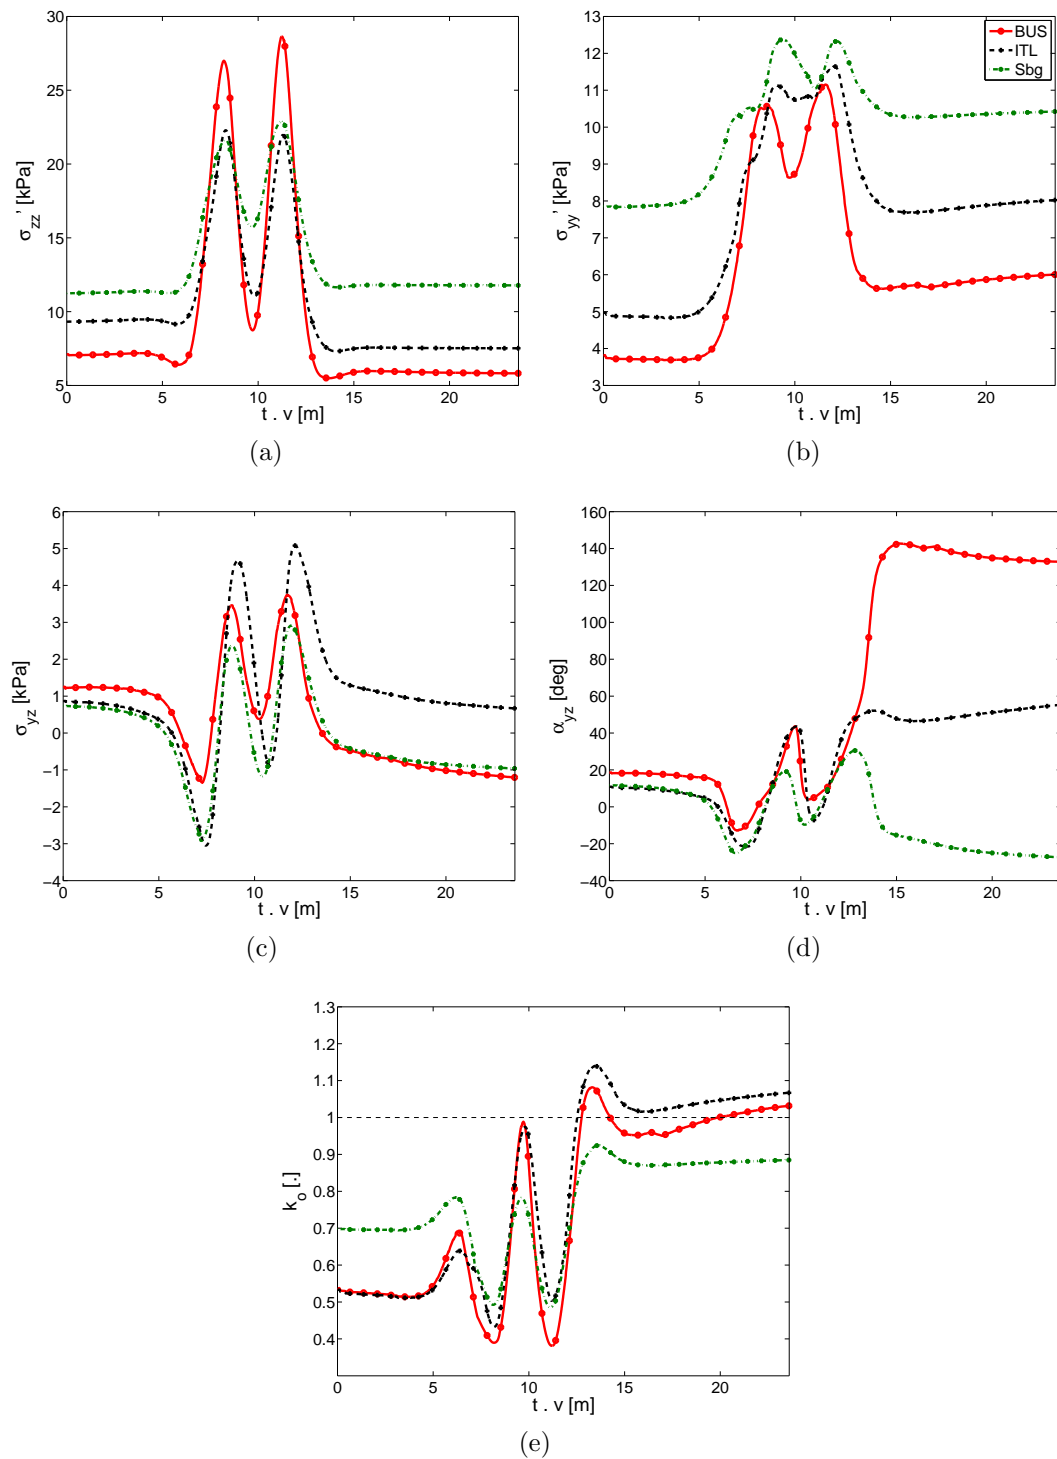 30
25
20
15
10
5
0 5 10 15 20
σzz' [kPa]
t . v [m]
(a)
13
12
11
10
9
8
7
6
5
4
3
0 5 10 15 20
σyy' [kPa]
t . v [m]
BUS
ITL
Sbg
(b)
6
5
4
3
2
1
0
−1
−2
−3
−4
0 5 10 15 20
σyz [kPa]
t . v [m]
(c)
160
140
120
100
80
60
40
20
0
−20
−40
0 5 10 15 20
αyz [deg]
t . v [m]
(d)
1.3
1.2
1.1
1
0.9
0.8
0.7
0.6
0.5
0.4
0 5 10 15 20
ko [.]
t . v [m]
(e)